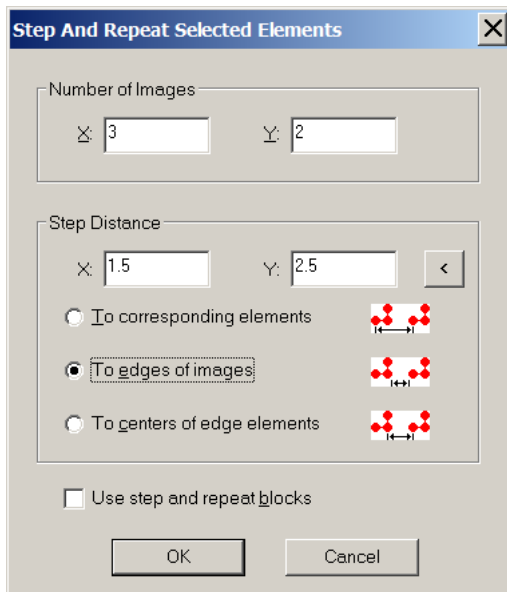 Step And Repeat Selected Elements
Number of Images
X: 3 Y: 2
Step Distance
X: 1.5 Y: 2.5 <
To corresponding elements
To edges of images
To centers of edge elements
Use step and repeat blocks
OK Cancel